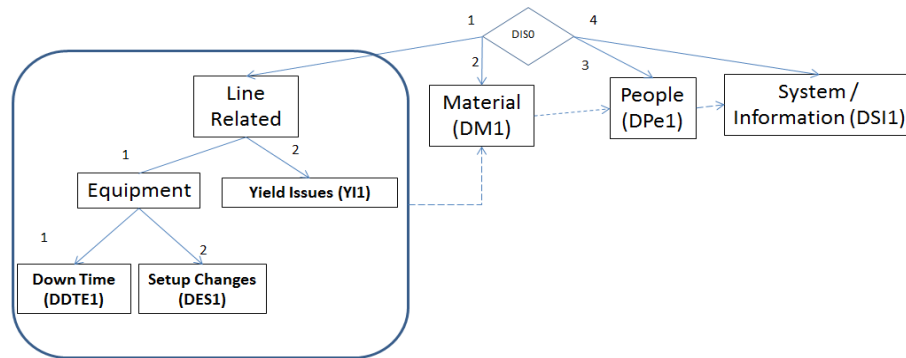 1
DIS0
4
2
3
Line
Related
Material
(DM1)
People
(DPe1)
System /
Information (DSI1)
1
2
Equipment
Yield Issues (YI1)
1
2
Down Time
(DDTE1)
Setup Changes
(DES1)